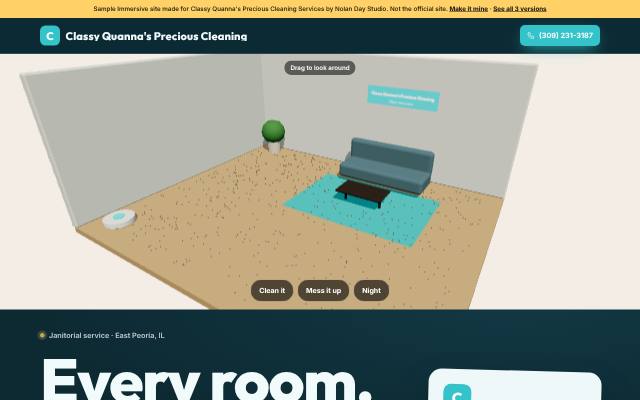 Sample Immersive site made for Classy Quanna's Precious Cleaning Services by Nolan Day Studio. Not the official site. Make it mine · See all 3 versions
C Classy Quanna's Precious Cleaning
(309) 231-3187
Drag to look around
Clean it Mess it up Night
Janitorial service · East Peoria, IL
Every room.
C